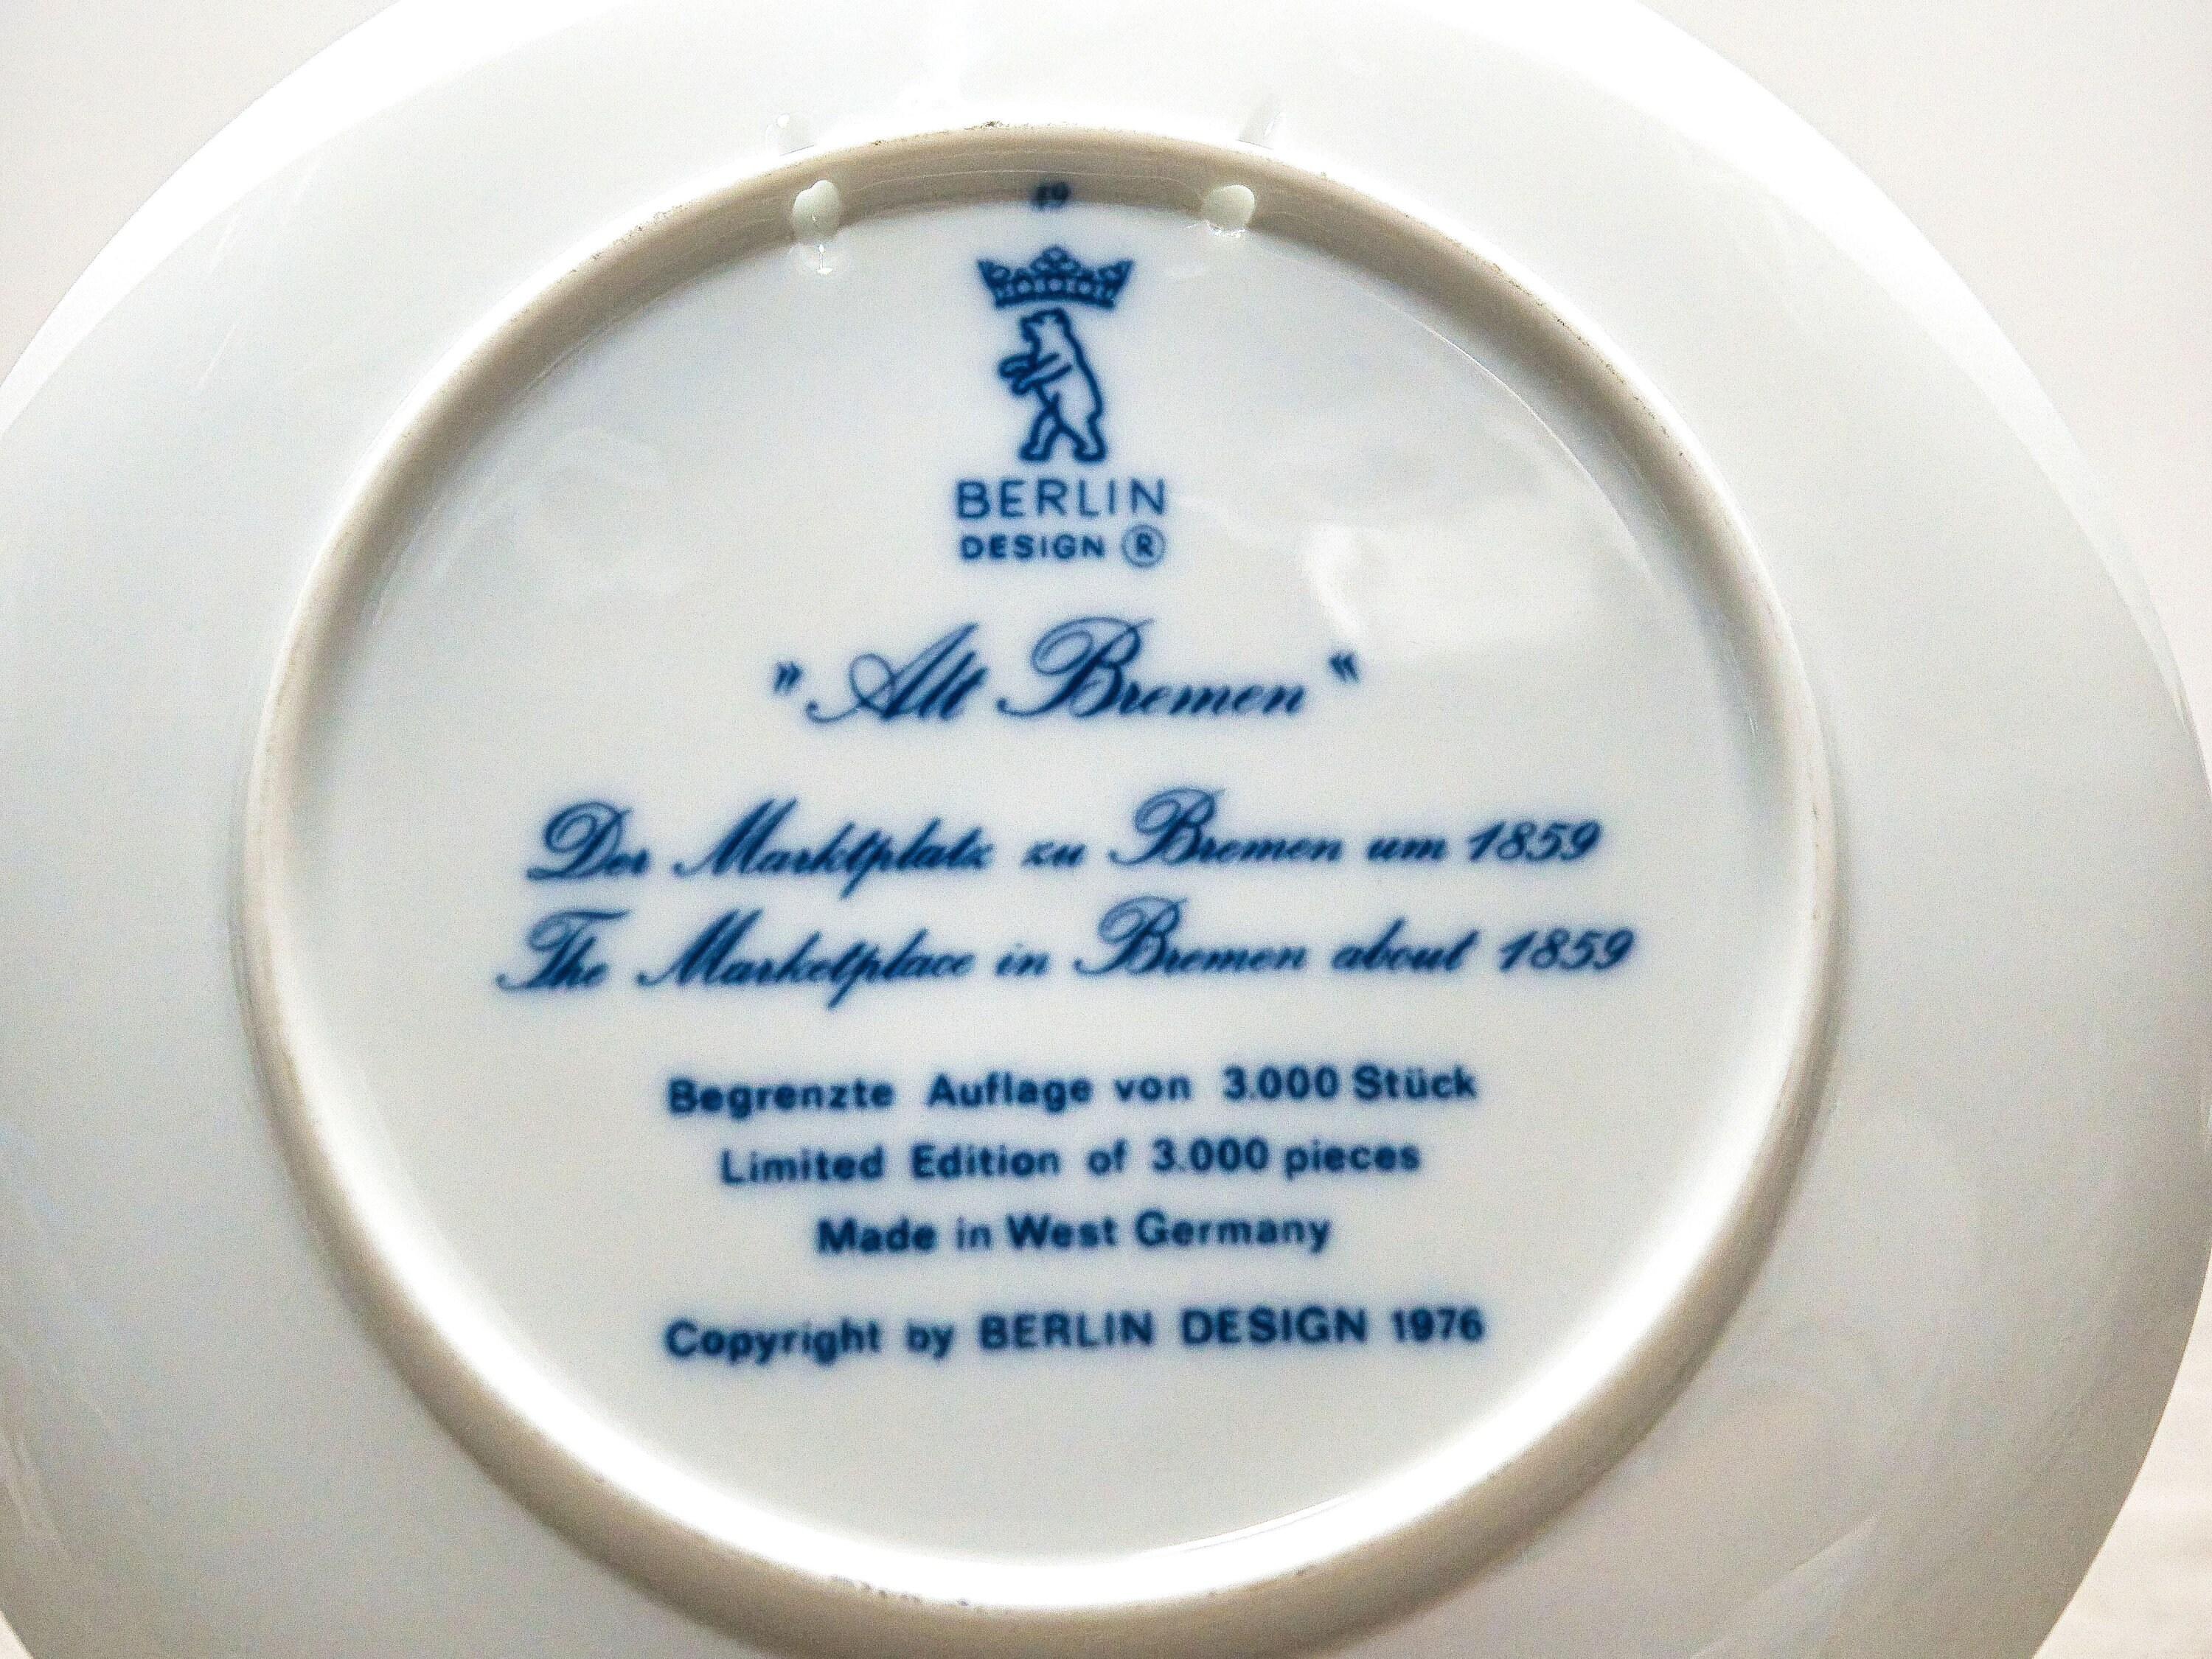 49
BERLIN
DESIGN ®
"Alt Bremen"
Der Marktplatz zu Bremen um 1859
The Marketplace in Bremen about 1859
Begrenzte Auflage von 3.000 Stück
Limited Edition of 3.000 pieces
Made in West Germany
Copyright by BERLIN DESIGN 1976